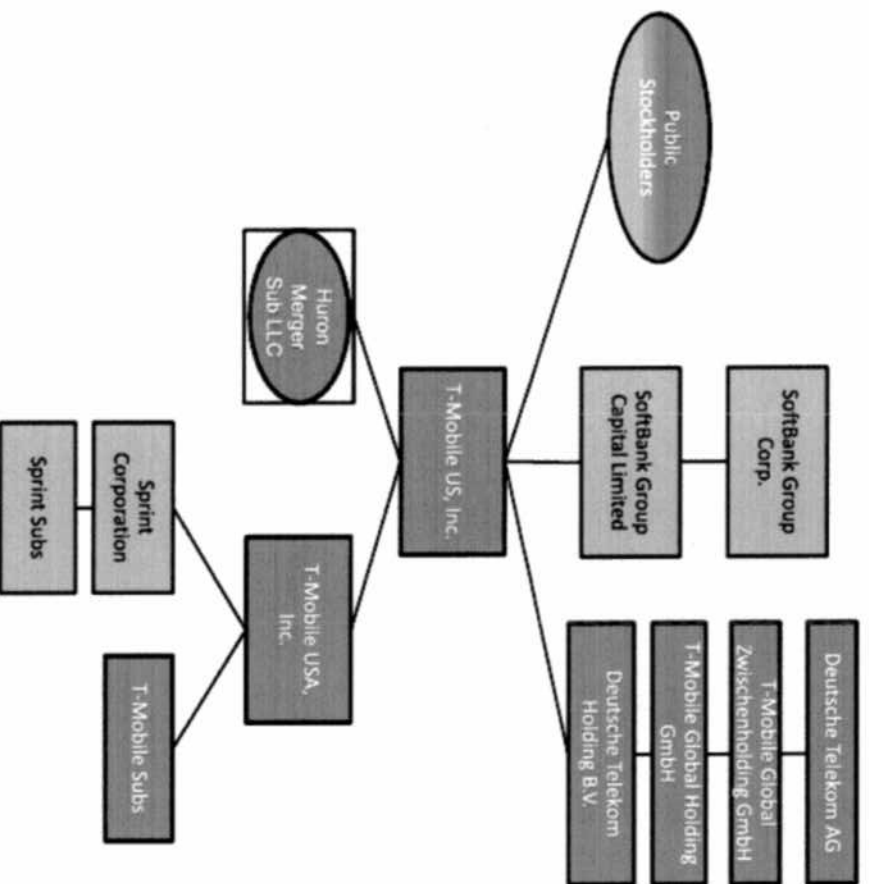 Public
Stockholders
SoftBank Group
Corp.
SoftBank Group
Capital Limited
Deutsche Telekom AG
T-Mobile Global
Zwischenholding GmbH
T-Mobile Global Holding
GmbH
Deutsche Telekom
Holding B.V.
T-Mobile US, Inc.
Huron
Merger
Sub LLC
T-Mobile USA,
Inc.
Sprint
Corporation
Sprint Subs
T-Mobile Subs